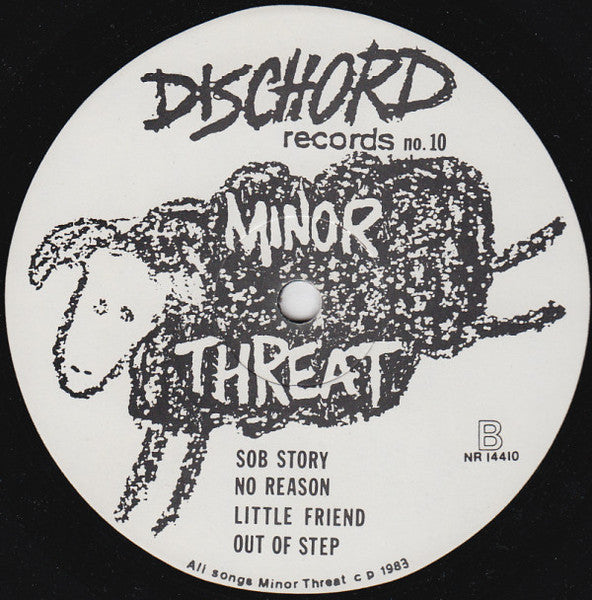 DISCHORD
records no. 10
MINOR
THREAT
B
NR 14410
SOB STORY
NO REASON
LITTLE FRIEND
OUT OF STEP
All songs Minor Threat c p 1983